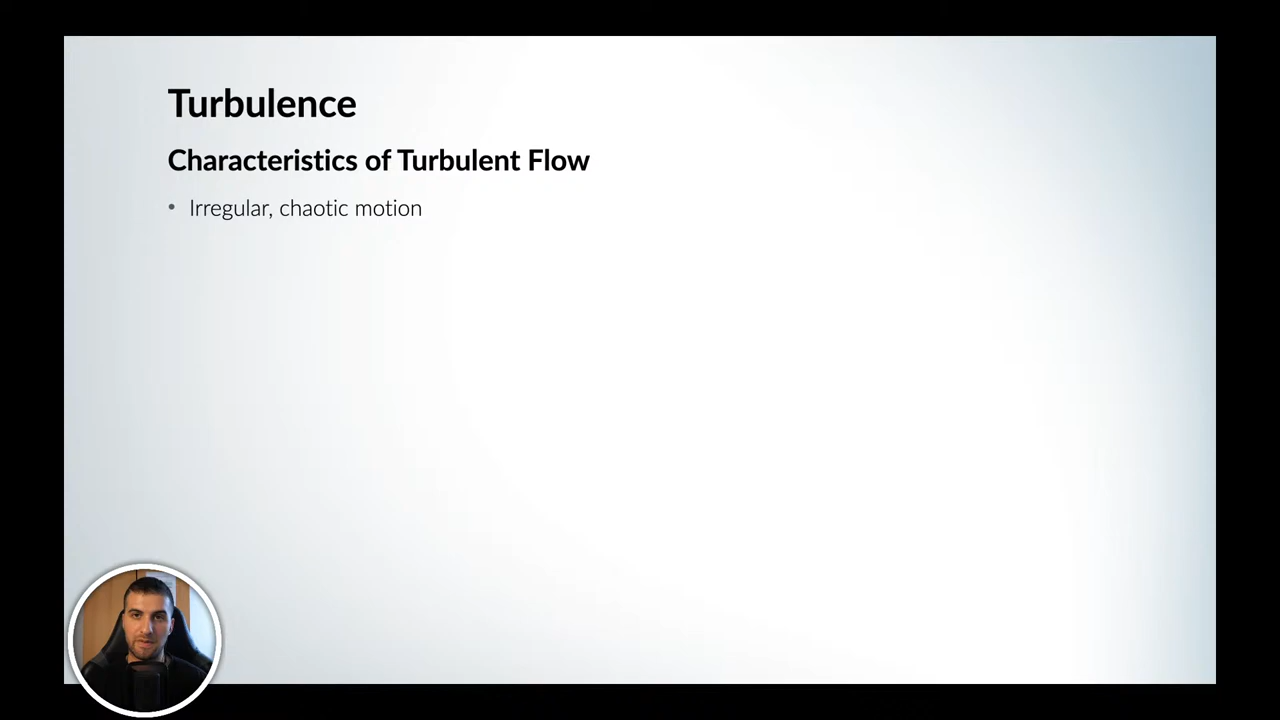 Turbulence
Characteristics of Turbulent Flow
• Irregular, chaotic motion